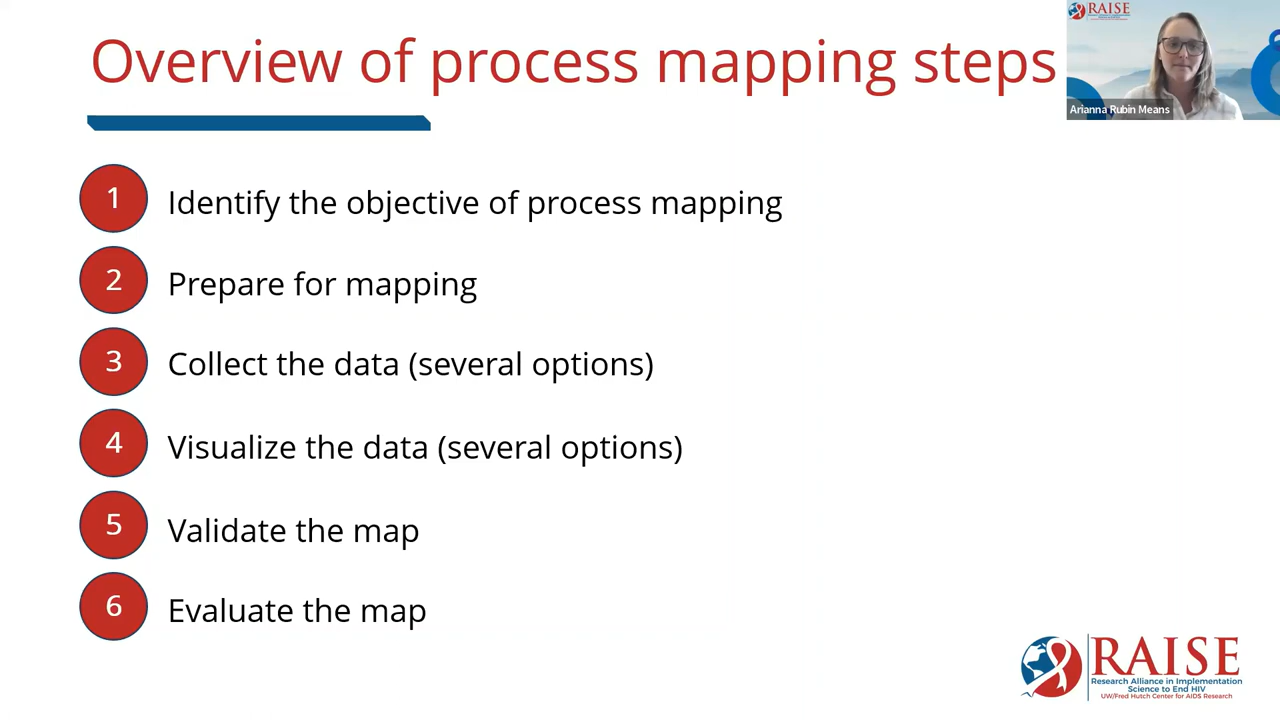 Overview of process mapping steps
RAISE
Arianna Rubin Means
1
Identify the objective of process mapping
2
Prepare for mapping
3
Collect the data (several options)
4
Visualize the data (several options)
5
Validate the map
6
Evaluate the map
RAISE
Research Alliance in Implementation
Science to End HIV
UW/Fred Hutch Center for AIDS Research